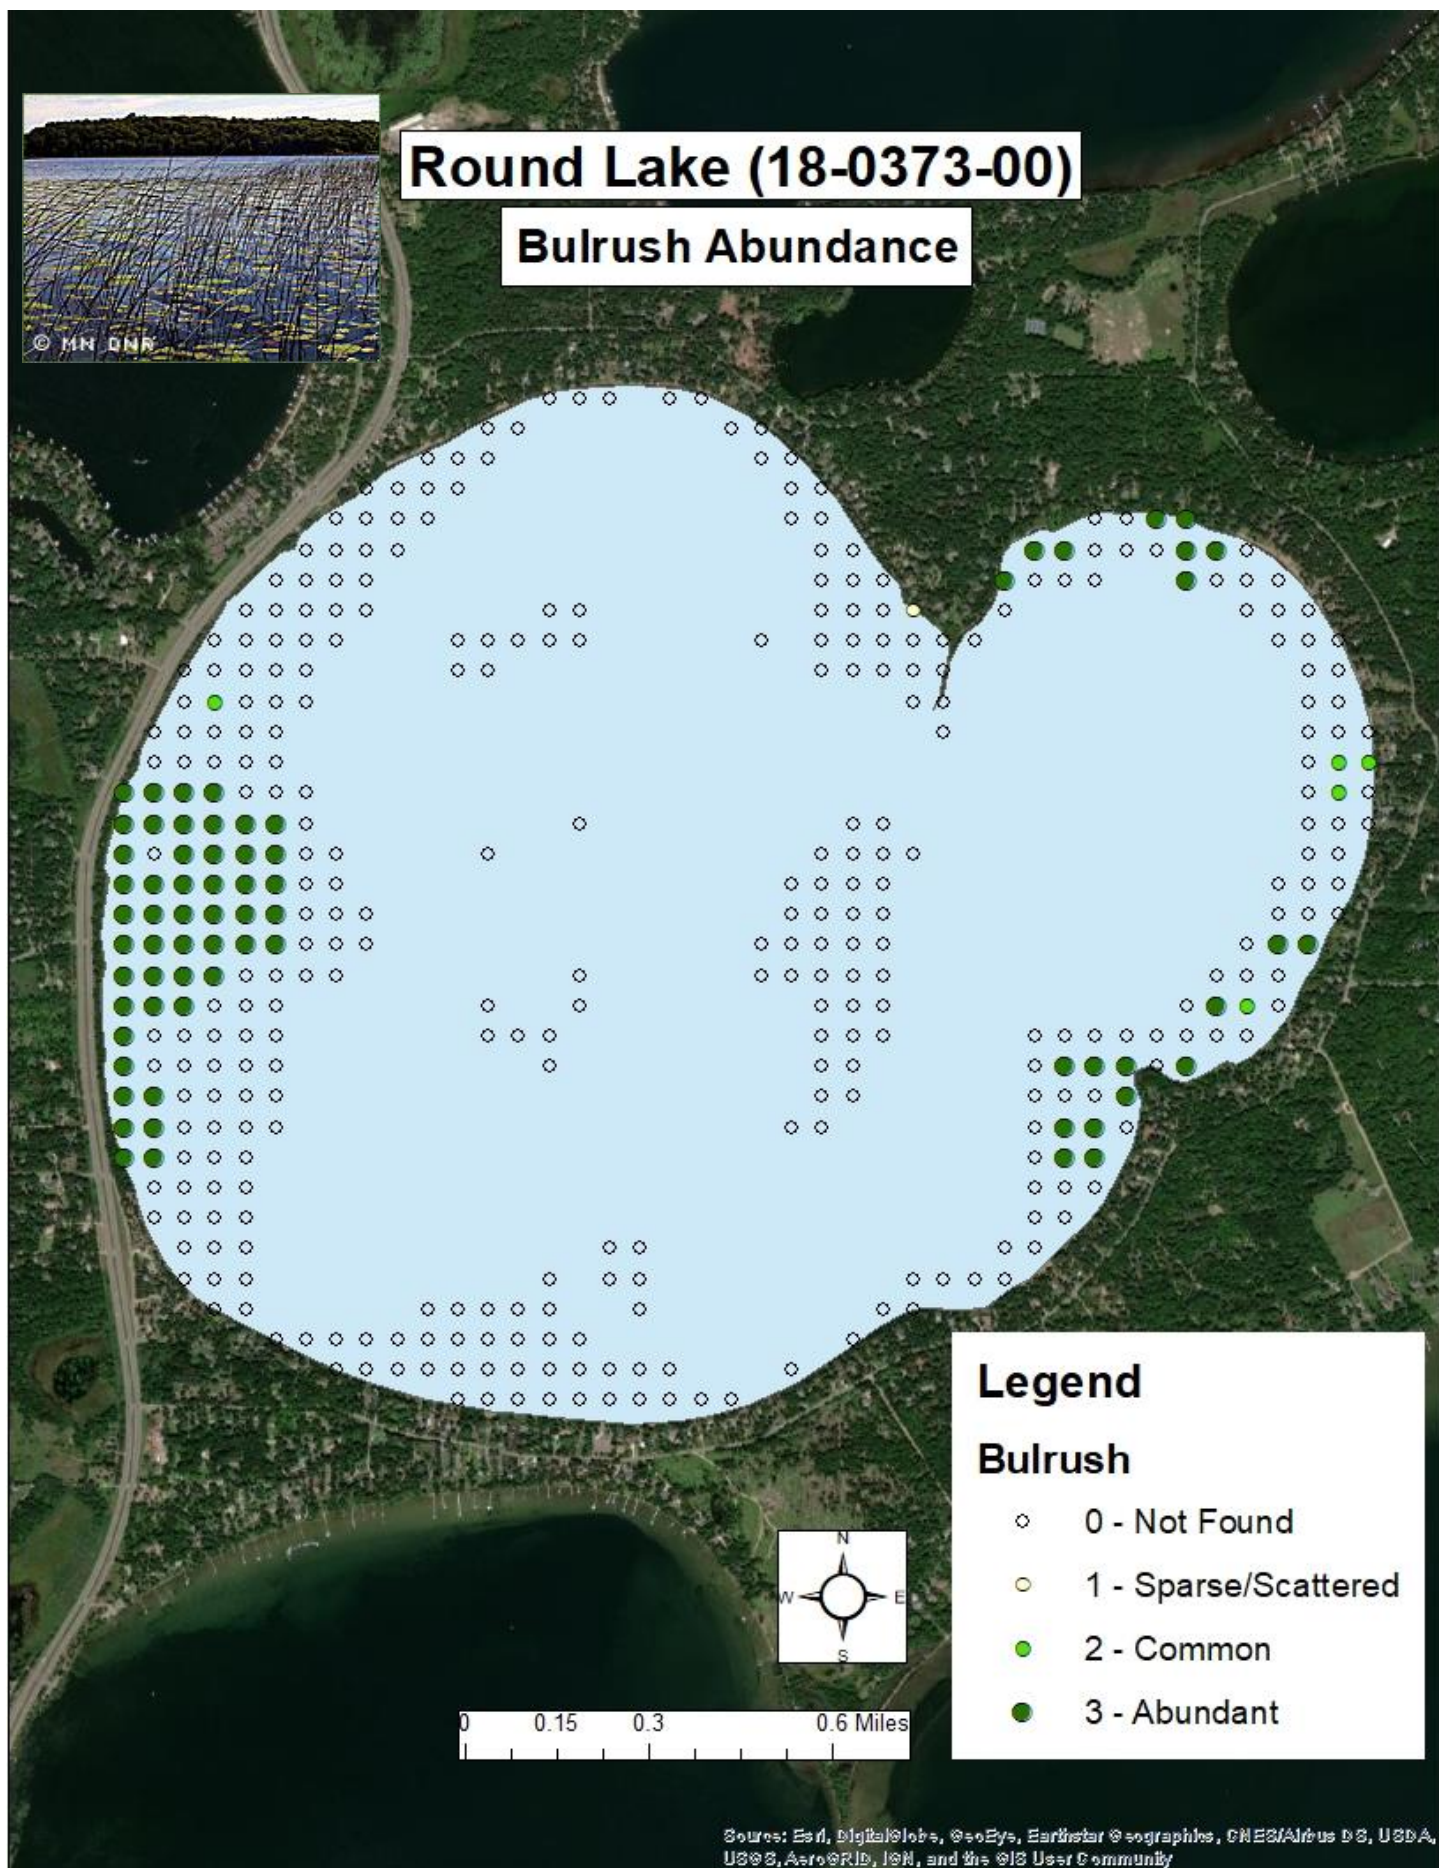 Round Lake (18-0373-00)
Bulrush Abundance
© MN DNR
Legend
Bulrush
0 - Not Found
1 - Sparse/Scattered
2 - Common
3 - Abundant
N
W E
S
0 0.15 0.3 0.6 Miles
Source: Esri, DigitalGlobe, GeoEye, Earthstar Geographics, CNES/Airbus DS, USDA,
USGS, AeroGRID, IGN, and the GIS User Community